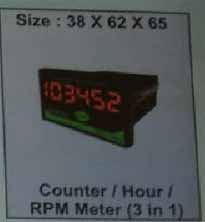 Size : 38 X 62 X 65
103452
Counter / Hour /
RPM Meter (3 in 1)